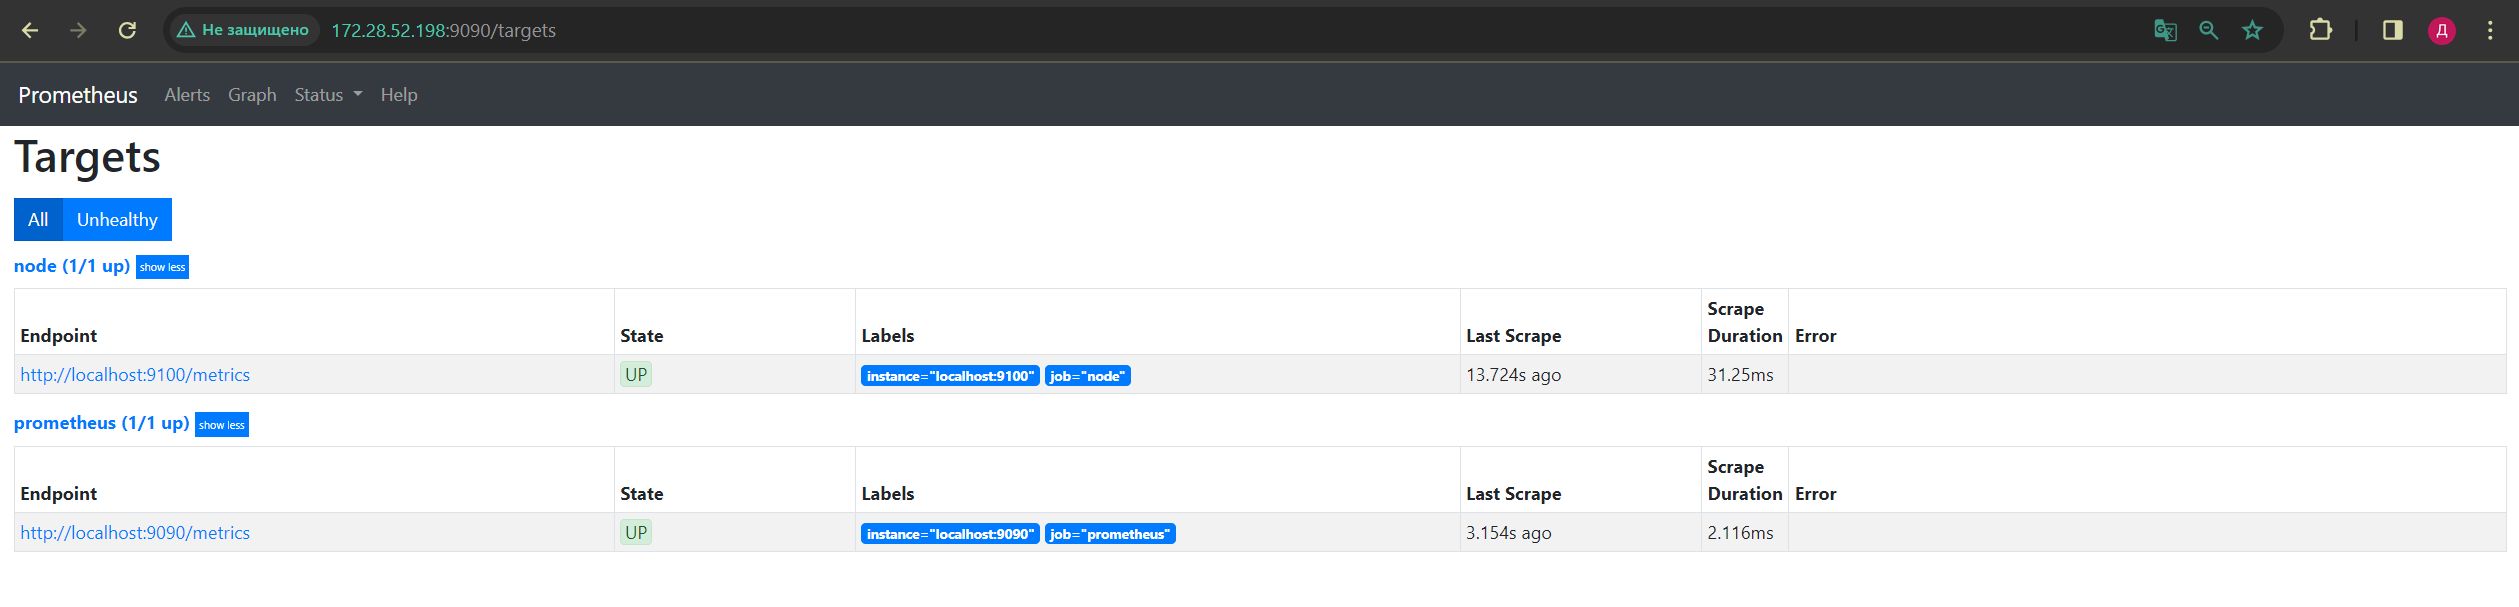 Не защищено 172.28.52.198:9090/targets Д
Prometheus Alerts Graph Status Help
Targets
All Unhealthy
node (1/1 up) show less
Endpoint State Labels Last Scrape Scrape Duration Error
http://localhost:9100/metrics UP instance="localhost:9100" job="node" 13.724s ago 31.25ms
prometheus (1/1 up) show less
Endpoint State Labels Last Scrape Scrape Duration Error
http://localhost:9090/metrics UP instance="localhost:9090" job="prometheus" 3.154s ago 2.116ms